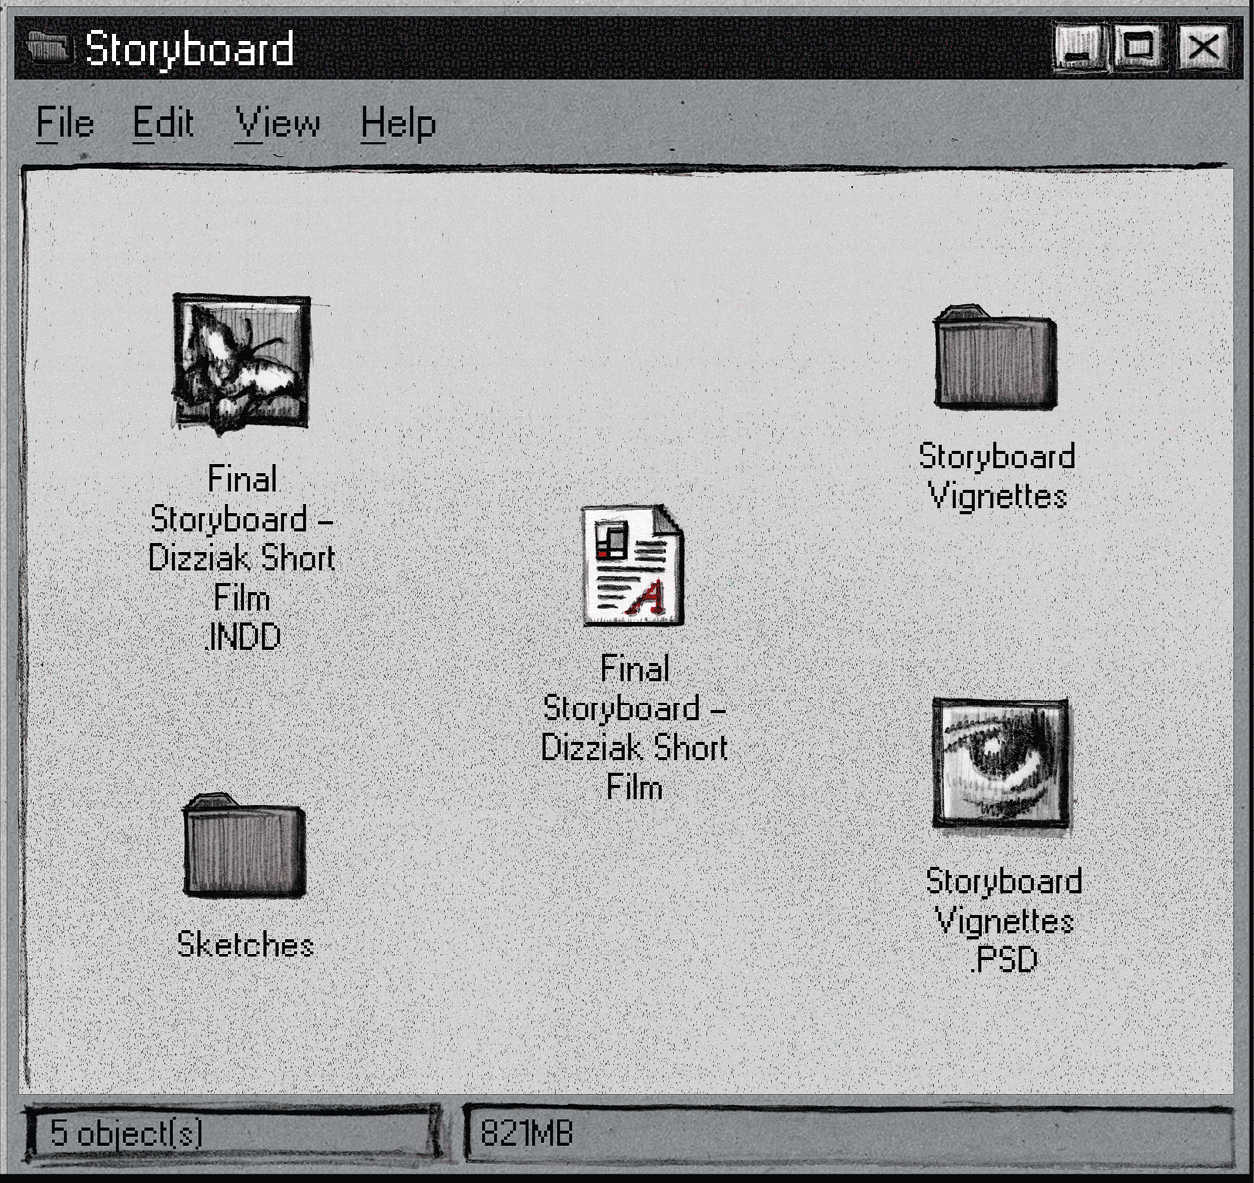 Storyboard
File Edit View Help
Final
Storyboard –
Dizziak Short
Film
.INDD
Storyboard
Vignettes
A
Final
Storyboard –
Dizziak Short
Film
Sketches
Storyboard
Vignettes
.PSD
5 object(s)
821MB